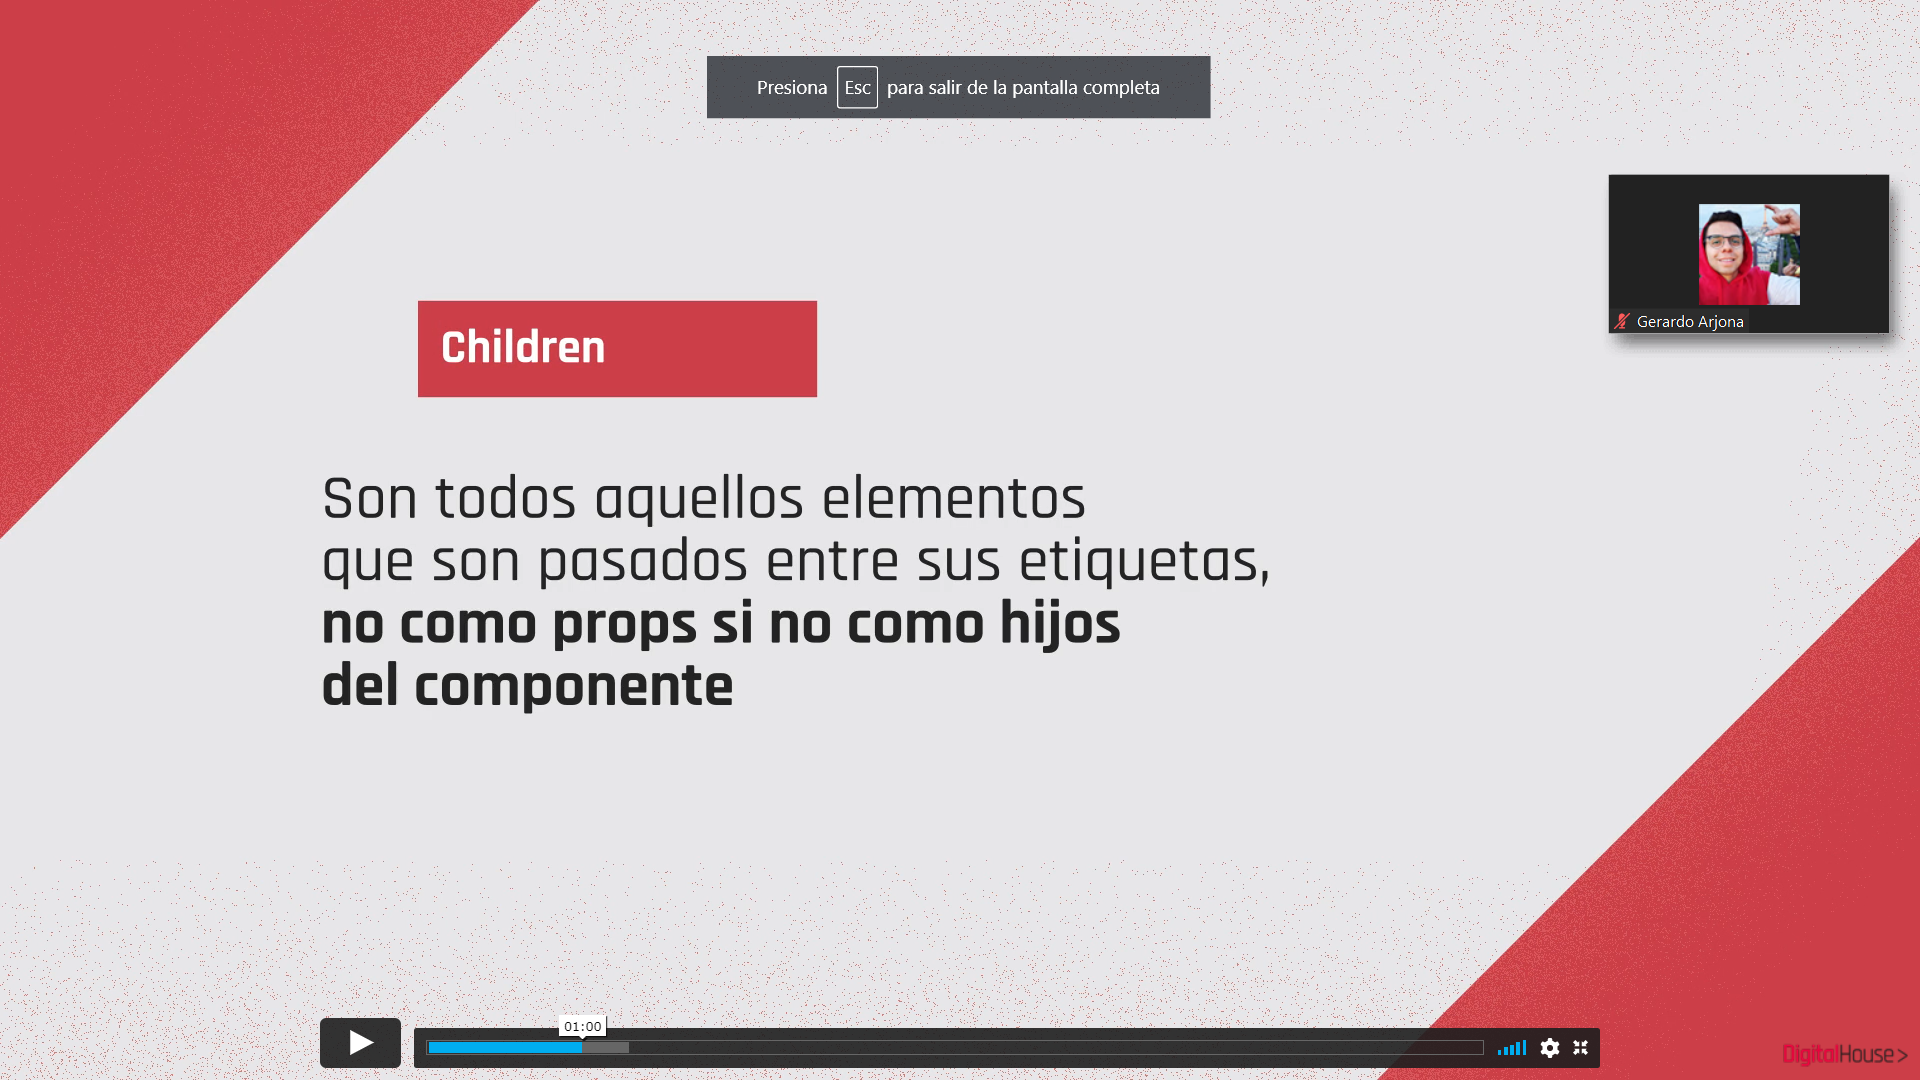 Presiona Esc para salir de la pantalla completa
Gerardo Arjona
Children
Son todos aquellos elementos
que son pasados entre sus etiquetas,
no como props si no como hijos
del componente
01:00
DigitalHouse>